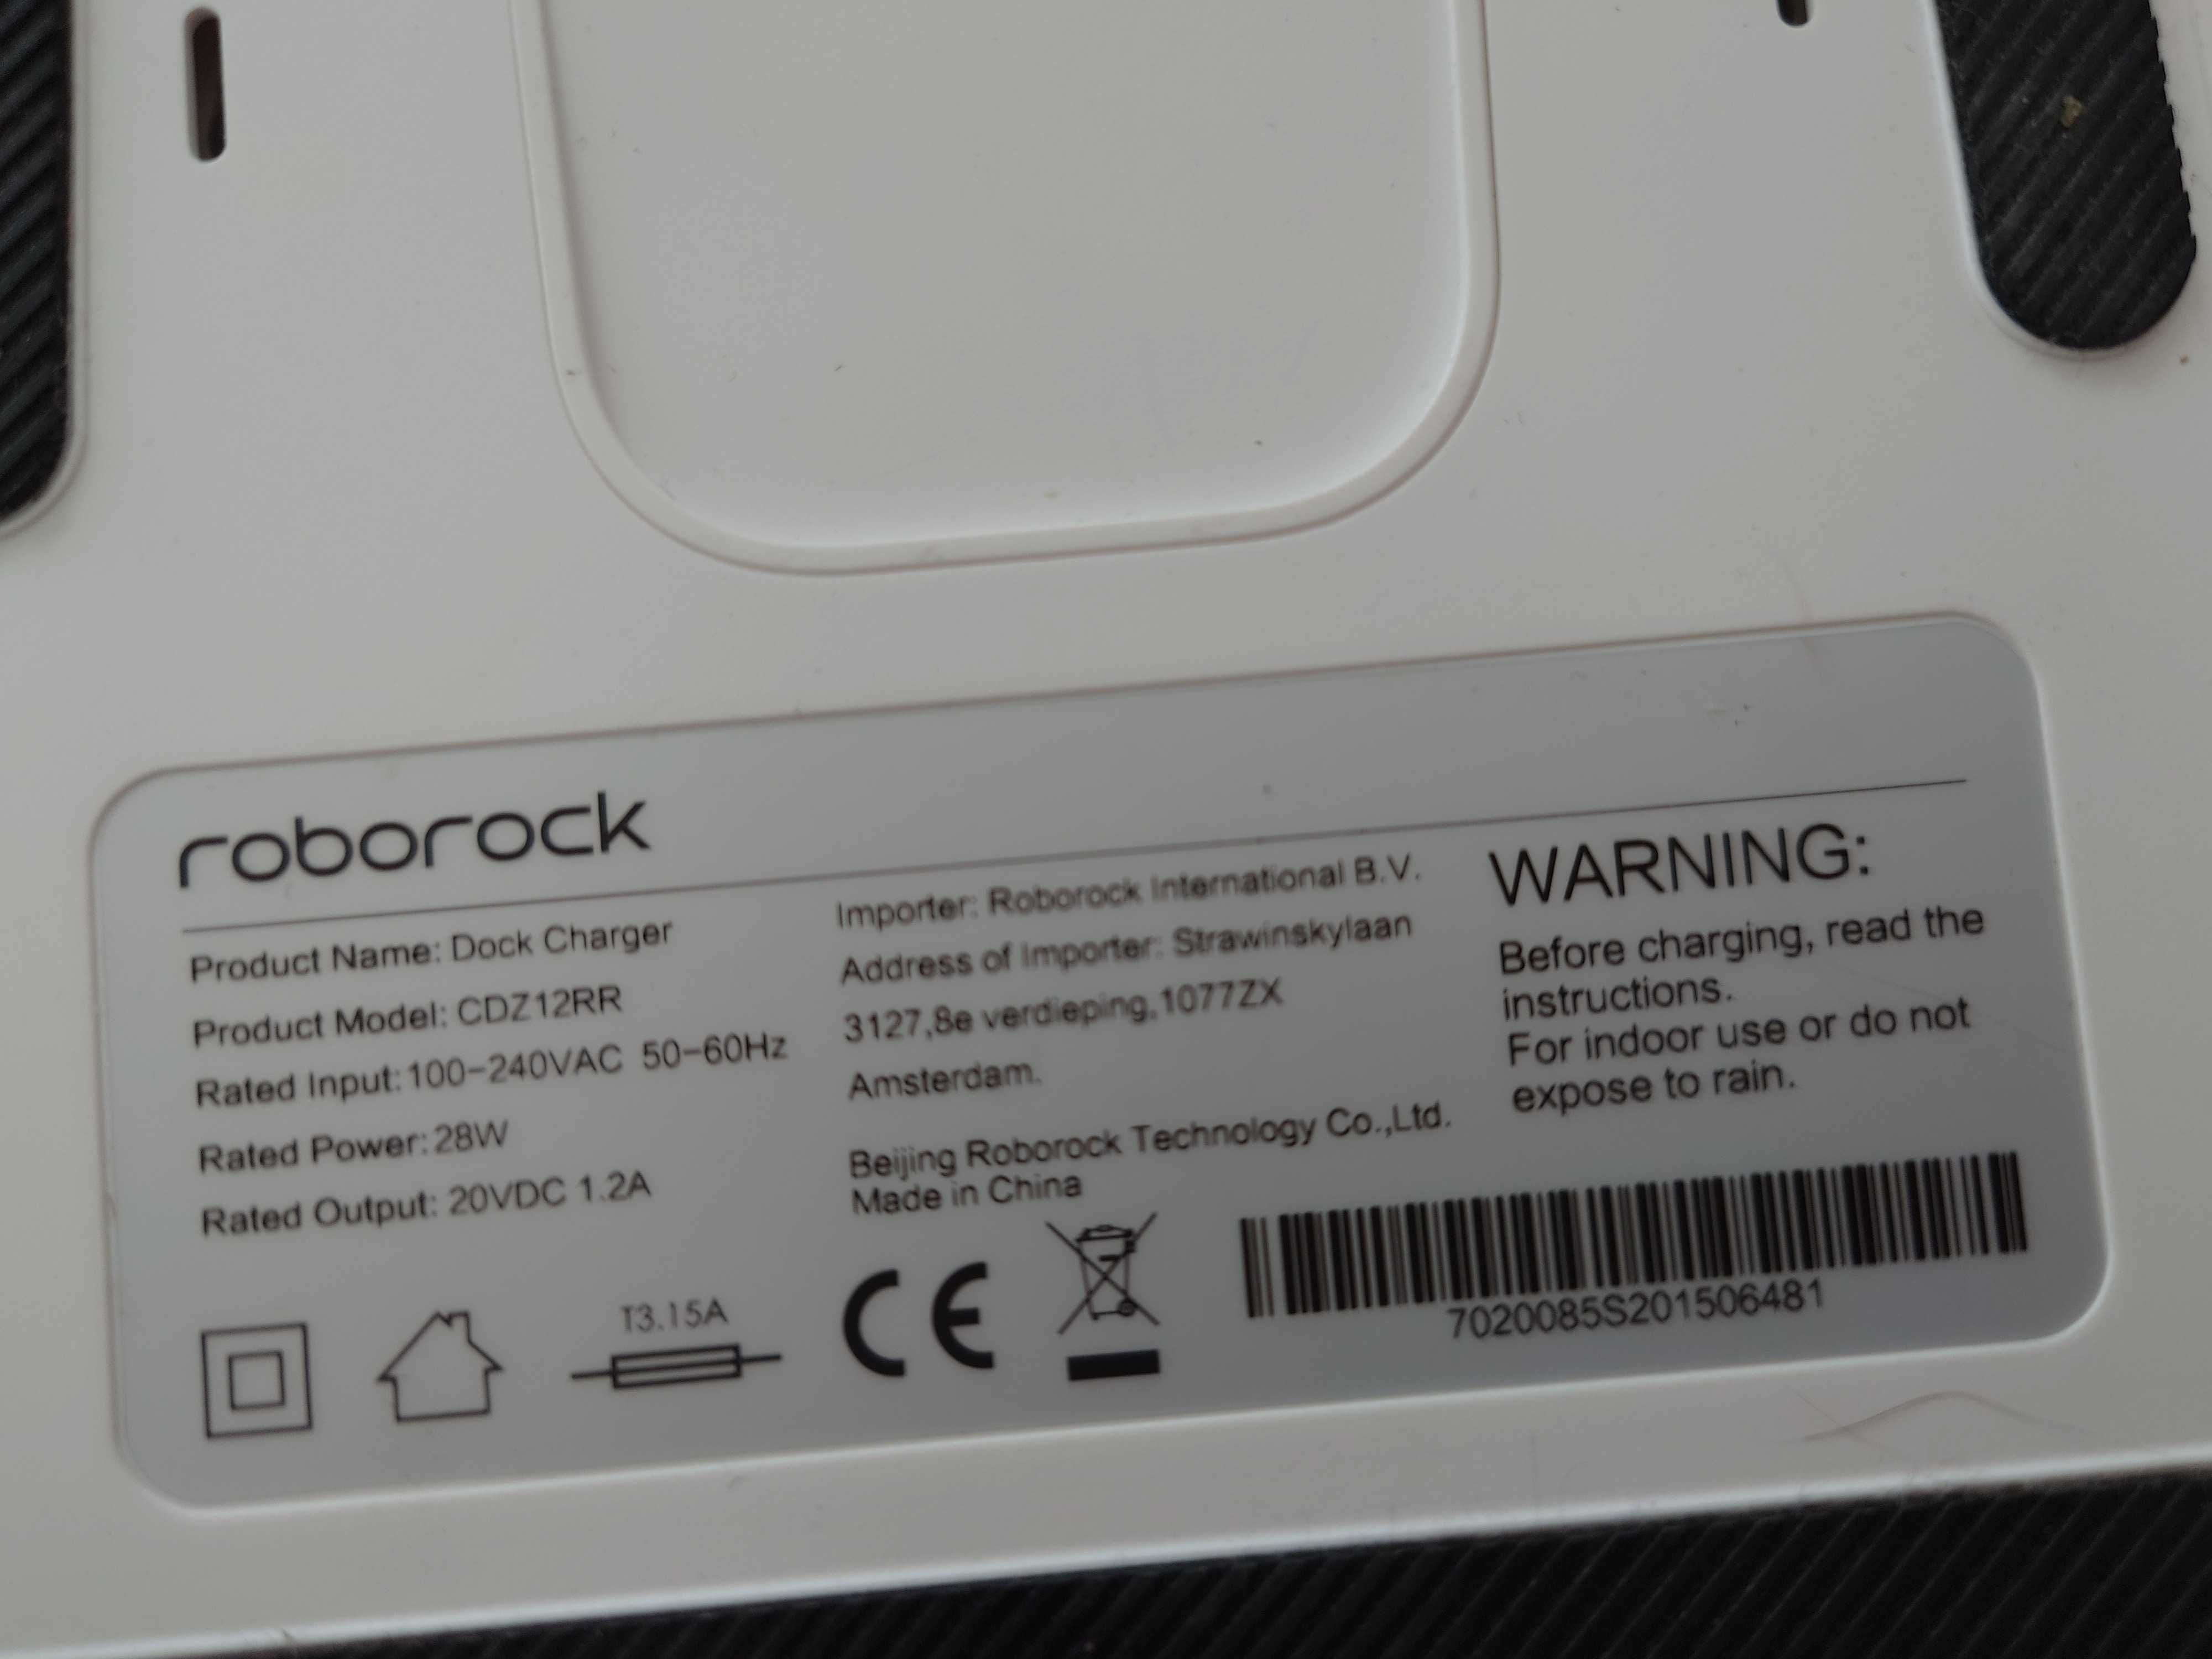 roborock
Product Name: Dock Charger
Product Model: CDZ12RR
Rated Input: 100-240VAC 50-60Hz
Rated Power: 28W
Rated Output: 20VDC 1.2A
Importer: Roborock International B.V.
Address of Importer: Strawinskylaan
3127,8e verdieping,1077ZX
Amsterdam.
Beijing Roborock Technology Co.,Ltd.
Made in China
WARNING:
Before charging, read the
instructions.
For indoor use or do not
expose to rain.
T3.15A
CE
7020085S201506481